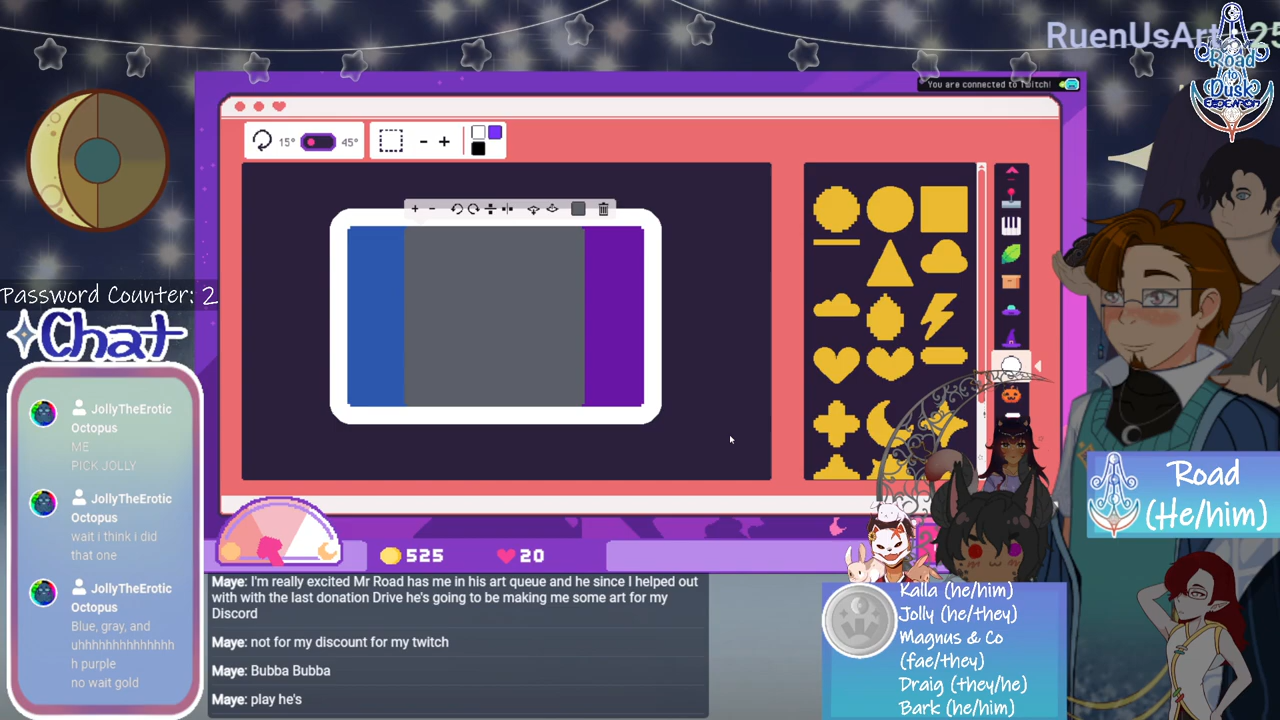 RuenUsArt 25
Road
to
Dusk
You are connected to Twitch!
15° 45°
Password Counter: 2
Chat
JollyTheErotic
Octopus
ME
PICK JOLLY
JollyTheErotic
Octopus
wait i think i did
that one
JollyTheErotic
Octopus
Blue, gray, and
uhhhhhhhhhhhhh
h purple
no wait gold
525
20
Maye: I'm really excited Mr Road has me in his art queue and he since I helped out
with with the last donation Drive he's going to be making me some art for my
Discord
Maye: not for my discount for my twitch
Maye: Bubba Bubba
Maye: play he's
Road
(He/him)
Kalla (he/him)
Jolly (he/they)
Magnus & Co
(fae/they)
Draig (they/he)
Bark (he/him)